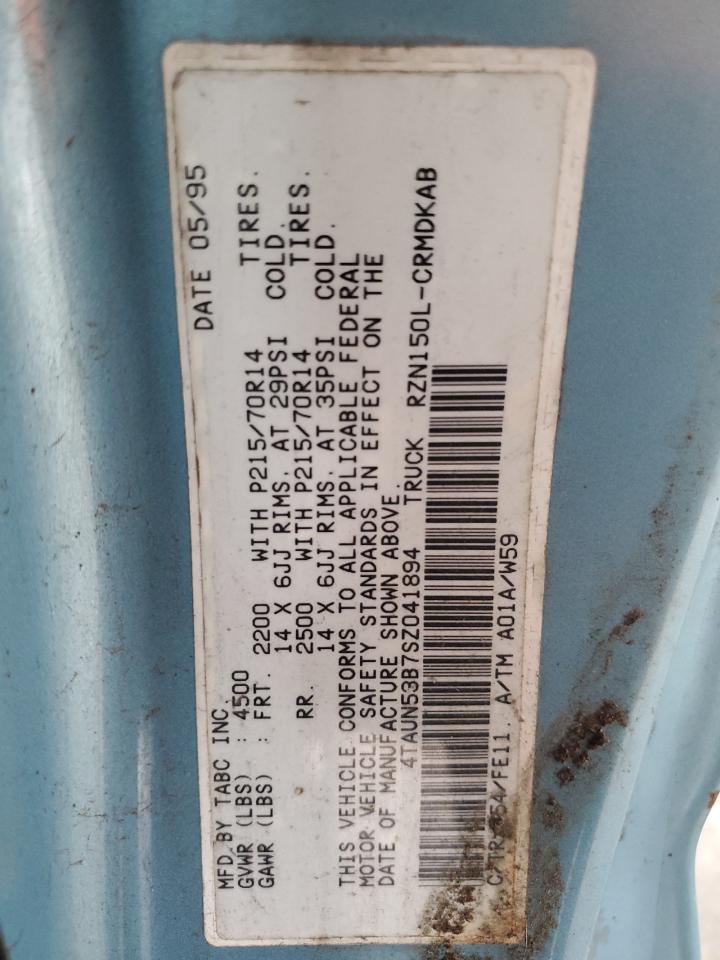 MFD BY TABC INC. DATE 05/95
GVWR (LBS) : 4500
GAWR (LBS) : FRT. 2200 WITH P215/70R14 TIRES.
14 X 6JJ RIMS. AT 29PSI COLD.
RR. 2500 WITH P215/70R14 TIRES.
14 X 6JJ RIMS. AT 35PSI COLD.
THIS VEHICLE CONFORMS TO ALL APPLICABLE FEDERAL
MOTOR VEHICLE SAFETY STANDARDS IN EFFECT ON THE
DATE OF MANUFACTURE SHOWN ABOVE.
4TAUN53B7SZ041894 TRUCK RZN150L-CRMDKAB
C/TR/ /FE11 A/TM A01A/W59